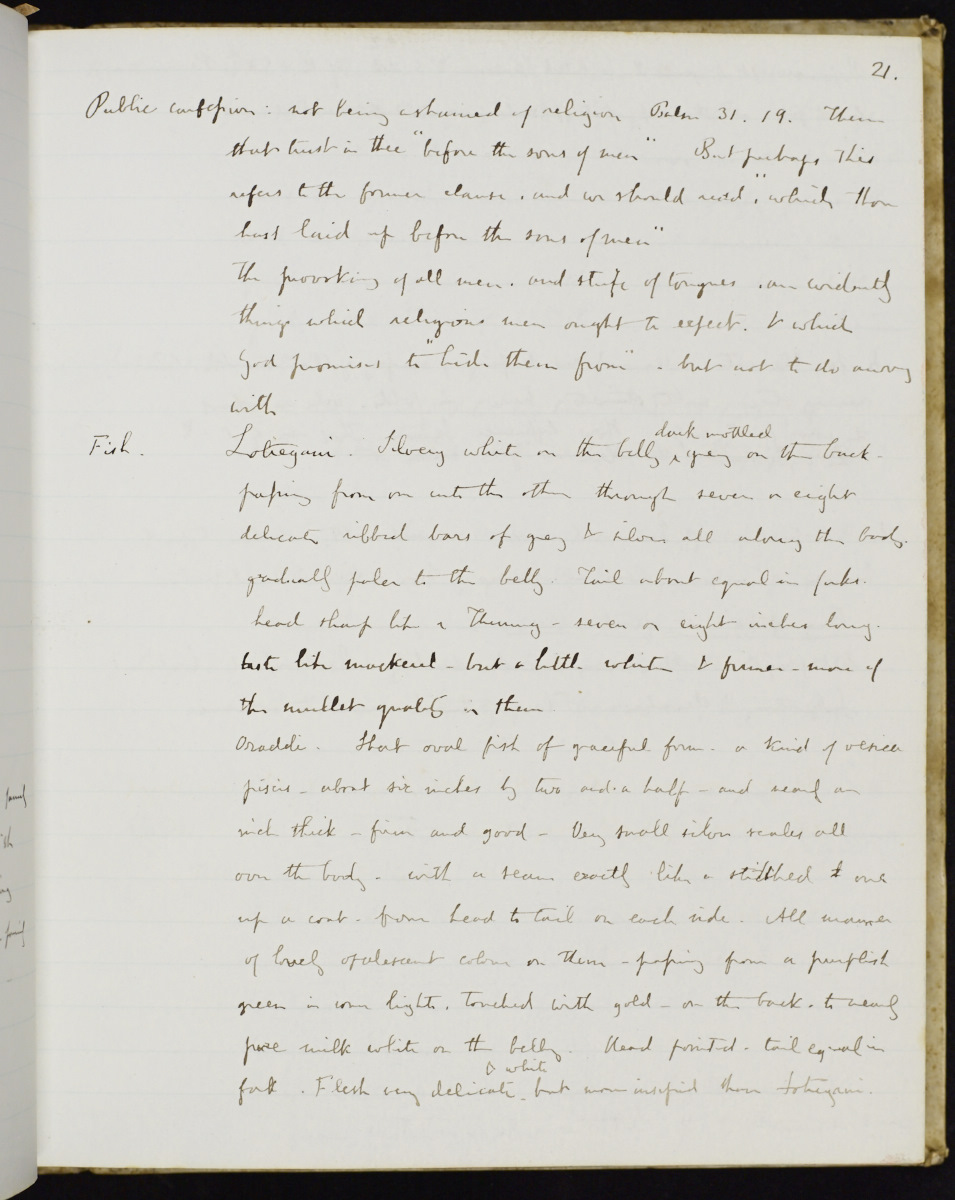 21.
Public confession: not being ashamed of religion Psalm 31. 19. Them
that trust in thee "before the sons of men" But perhaps this
refers to the former clause, and we should read, "which thou
hast laid up before the sons of men"
The provoking of all men. and strife of tongues. are evidently
things which religious men ought to expect. & which
God promises to "hide them from" - but not to do away
with
Fish. Lotregani. Silvery white on the belly, grey on the back -
dark mottled
passing from one into the other through seven or eight
delicate ribbed bars of grey & silver all along the body.
gradually paler to the belly. Tail about equal in forks.
head sharp like a - seven or eight inches long.
taste like mackerel - but a little whiter & firmer - more of
the mullet quality in them
Oradde. Short oval fish of graceful form. a kind of vesica
piscis - about six inches by two and a half - and nearly an
inch thick - firm and good - Very small silver scales all
over the body - with a seam exactly like a stitched one
up a coat - from head to tail on each side. All manner
of lovely opalescent colour on them - passing from a purplish
green in some lights. touched with gold - on the back. to nearly
pure milk white on the belly. Head pointed - tail equal in
& white
fork. Flesh very delicate, but more insipid than Lotregani.
family